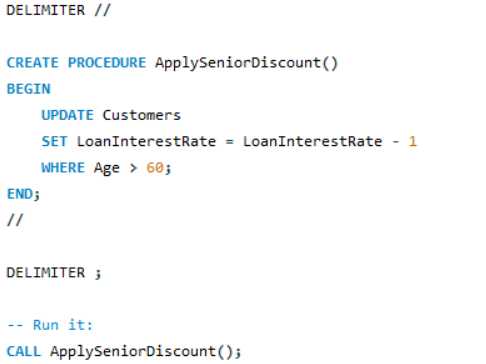 DELIMITER //
CREATE PROCEDURE ApplySeniorDiscount()
BEGIN
    UPDATE Customers
    SET LoanInterestRate = LoanInterestRate - 1
    WHERE Age > 60;
END;
//
DELIMITER ;
-- Run it:
CALL ApplySeniorDiscount();